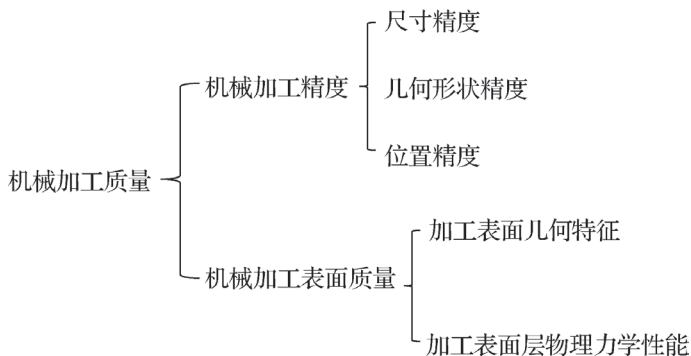 尺寸精度
机械加工精度
几何形状精度
位置精度
机械加工质量
加工表面几何特征
机械加工表面质量
加工表面层物理力学性能